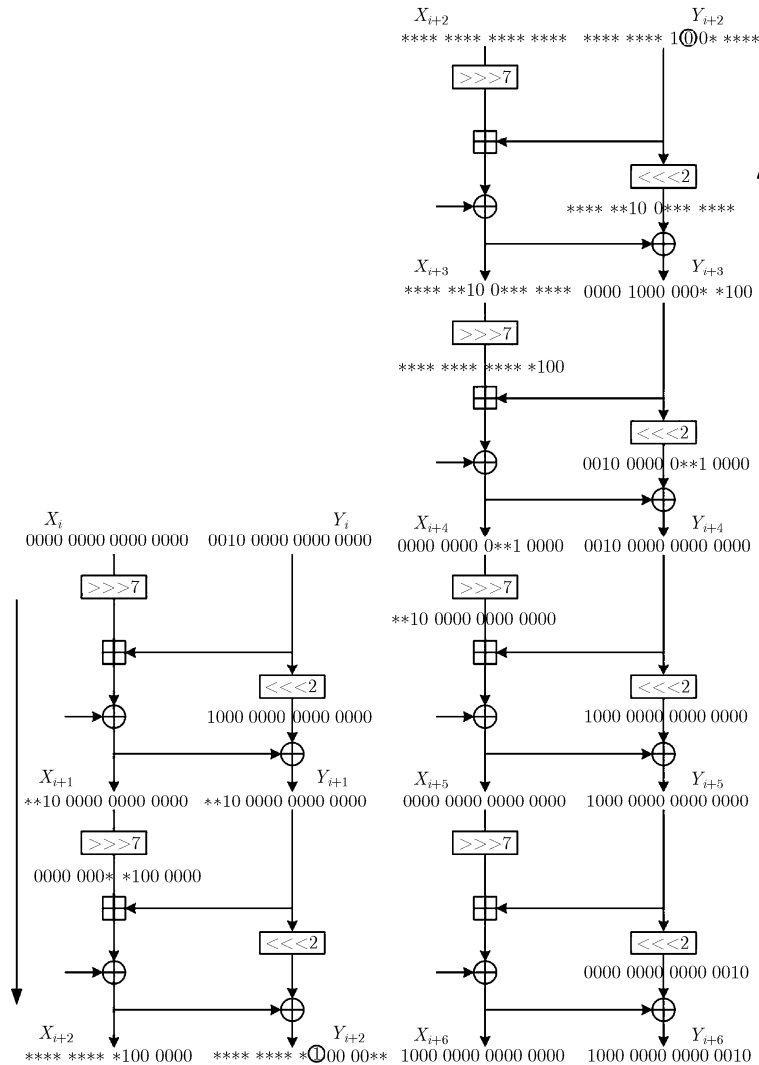 X_{i+2} Y_{i+2}
**** **** **** **** **** **** 100* ****
>>>7
<<<2
**** **10 0*** ****
X_{i+3} Y_{i+3}
**** **10 0*** **** 0000 1000 000* *100
>>>7
**** **** **** *100
<<<2
0010 0000 0**1 0000
X_{i+4} Y_{i+4}
0000 0000 0**1 0000 0010 0000 0000 0000
>>>7
**10 0000 0000 0000
<<<2
1000 0000 0000 0000
X_{i+5} Y_{i+5}
0000 0000 0000 0000 1000 0000 0000 0000
>>>7
<<<2
0000 0000 0000 0010
X_{i+6} Y_{i+6}
1000 0000 0000 0000 1000 0000 0000 0010
X_i Y_i
0000 0000 0000 0000 0010 0000 0000 0000
>>>7
<<<2
1000 0000 0000 0000
X_{i+1} Y_{i+1}
**10 0000 0000 0000 **10 0000 0000 0000
>>>7
0000 000* *100 0000
<<<2
X_{i+2} Y_{i+2}
**** **** *100 0000 **** **** *100 00**